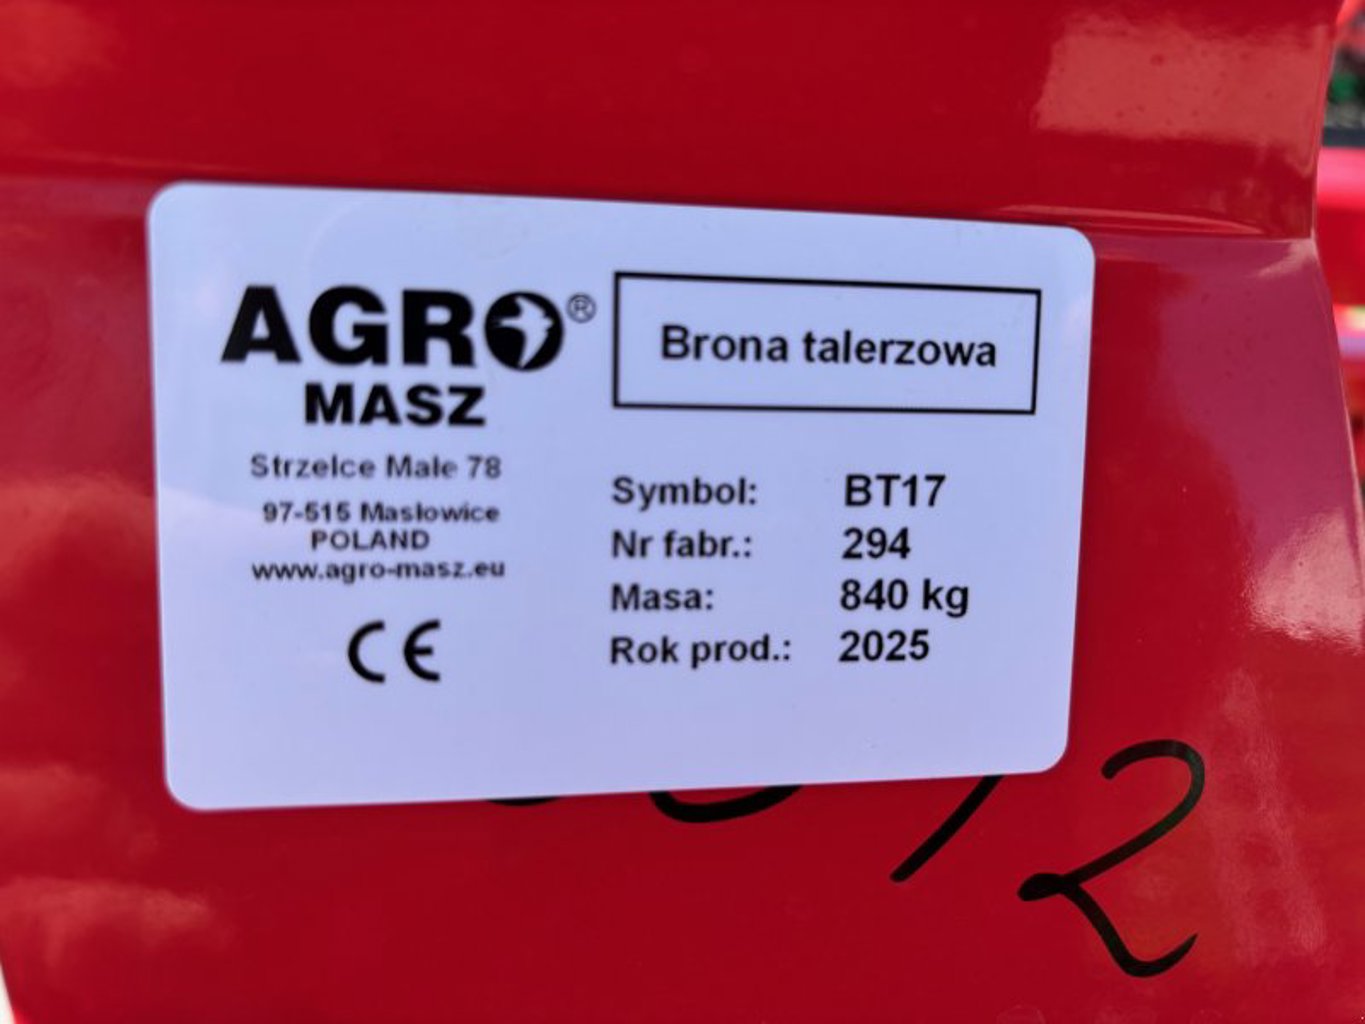 AGRO®
MASZ
Strzelce Małe 78
97-515 Masłowice
POLAND
www.agro-masz.eu
CE
Brona talerzowa
Symbol: BT17
Nr fabr.: 294
Masa: 840 kg
Rok prod.: 2025